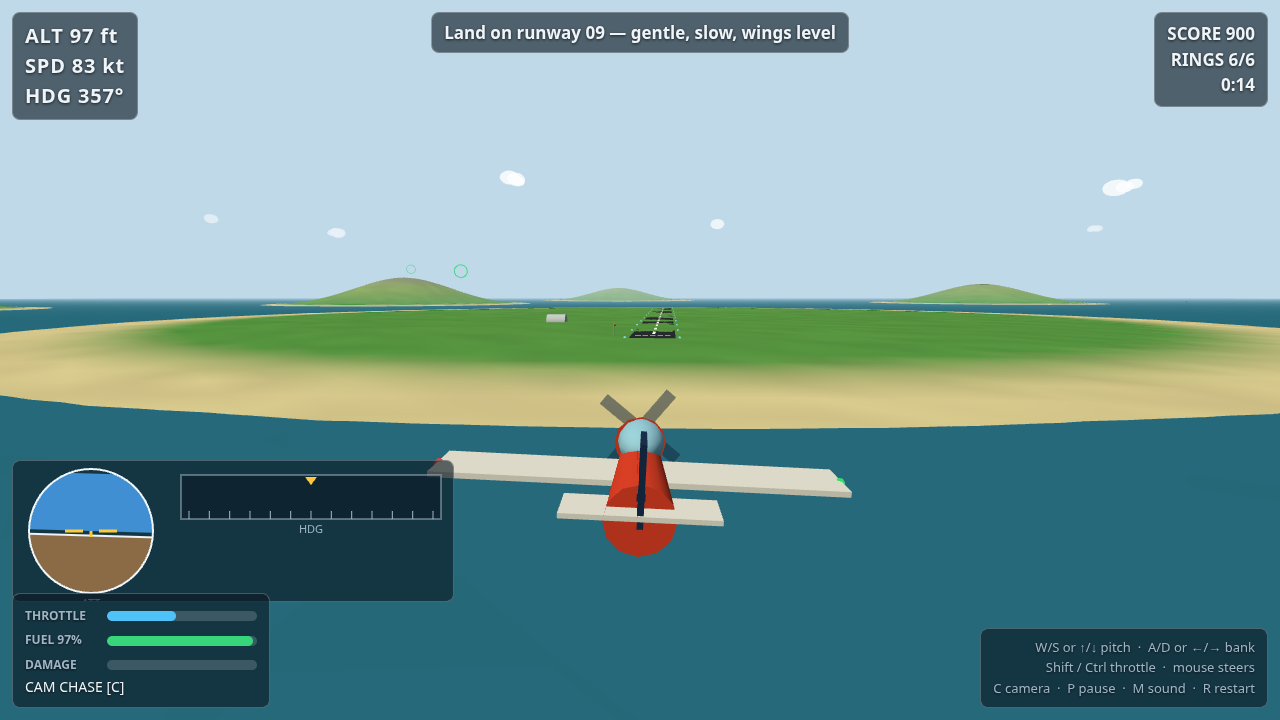 ALT 97 ft
SPD 83 kt
HDG 357°
Land on runway 09 — gentle, slow, wings level
SCORE 900
RINGS 6/6
0:14
HDG
THROTTLE
FUEL 97%
DAMAGE
CAM CHASE [C]
W/S or ↑/↓ pitch · A/D or ←/→ bank
Shift / Ctrl throttle · mouse steers
C camera · P pause · M sound · R restart